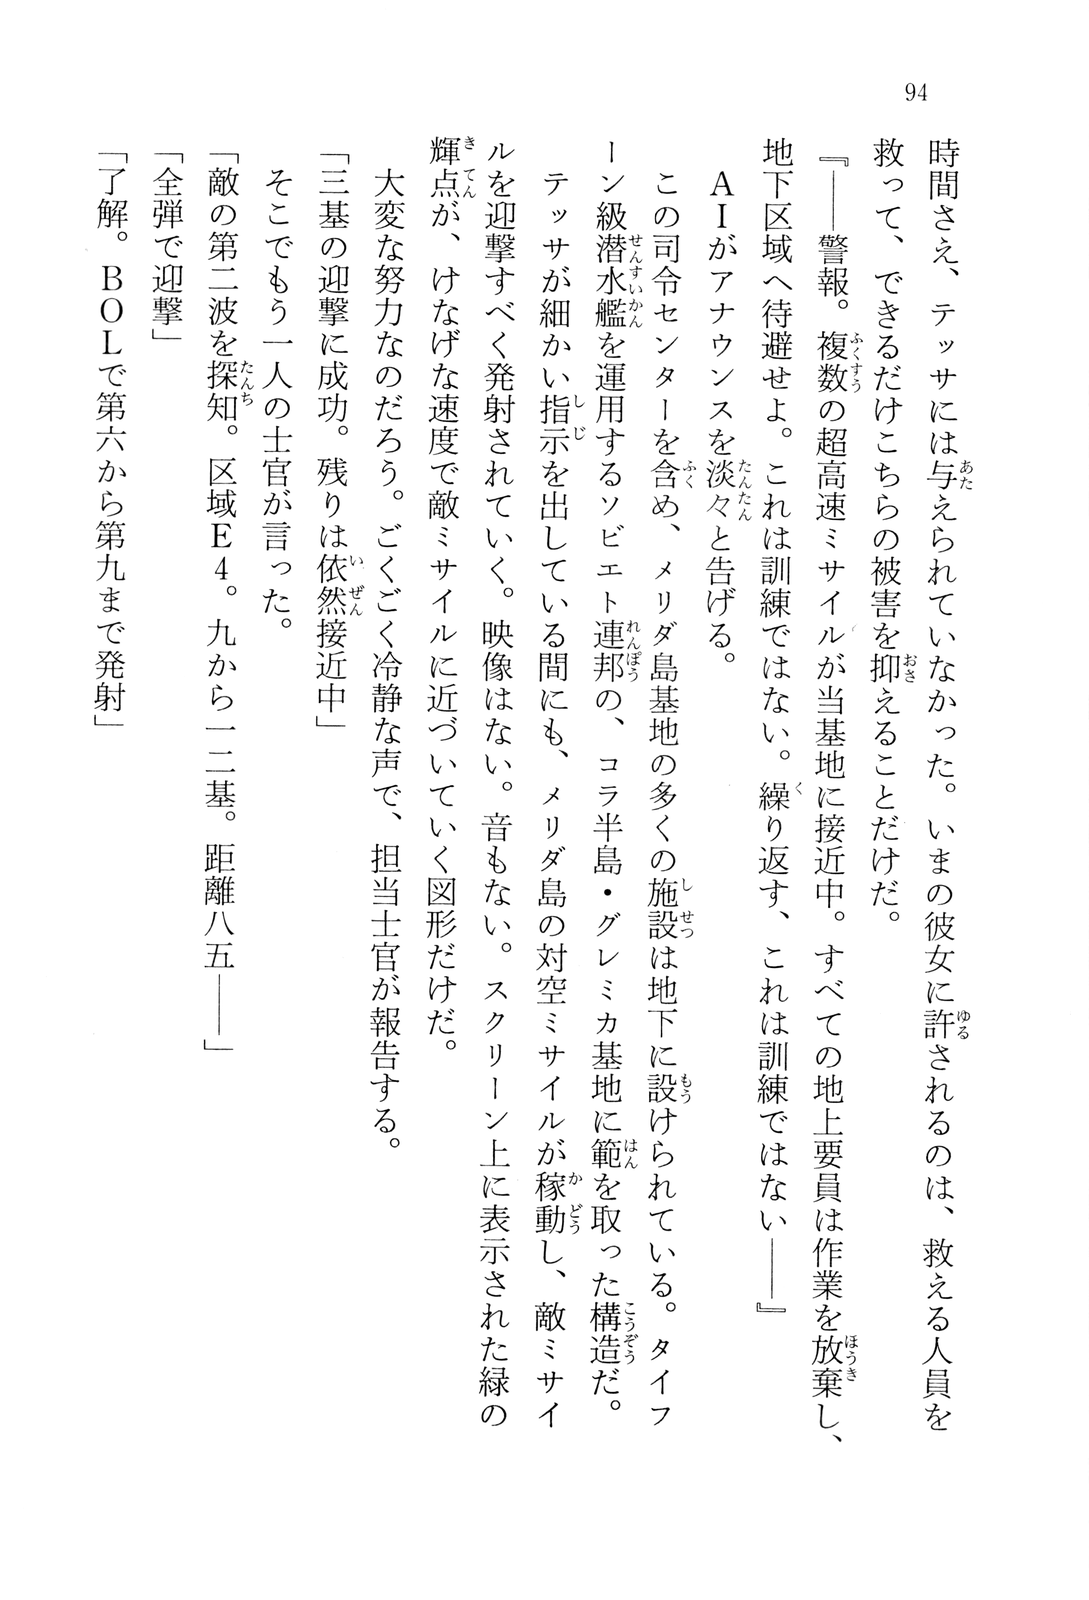 94
時間さえ、テッサには与えられていなかった。いまの彼女に許されるのは、救える人員を
救って、できるだけこちらの被害を抑えることだけだ。
『――警報。複数の超高速ミサイルが当基地に接近中。すべての地上要員は作業を放棄し、
地下区域へ待避せよ。これは訓練ではない。繰り返す、これは訓練ではない――』
　ＡＩがアナウンスを淡々と告げる。
　この司令センターを含め、メリダ島基地の多くの施設は地下に設けられている。タイフ
ーン級潜水艦を運用するソビエト連邦の、コラ半島・グレミカ基地に範を取った構造だ。
　テッサが細かい指示を出している間にも、メリダ島の対空ミサイルが稼動し、敵ミサイ
ルを迎撃すべく発射されていく。映像はない。音もない。スクリーン上に表示された緑の
輝点が、けなげな速度で敵ミサイルに近づいていく図形だけだ。
　大変な努力なのだろう。ごくごく冷静な声で、担当士官が報告する。
「三基の迎撃に成功。残りは依然接近中」
　そこでもう一人の士官が言った。
「敵の第二波を探知。区域Ｅ４。九から一二基。距離八五――」
「全弾で迎撃」
「了解。ＢＯＬで第六から第九まで発射」